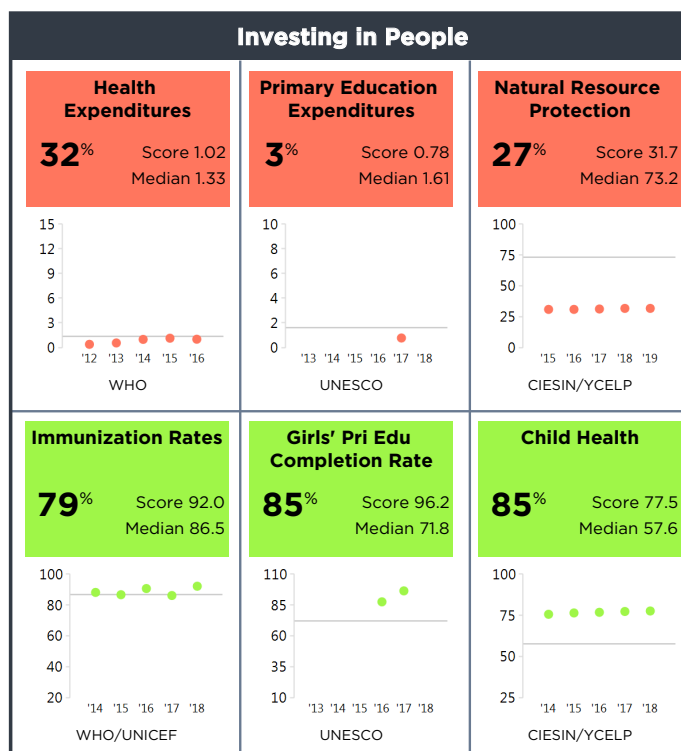 Investing in People
Health
Expenditures
32%
Score 1.02
Median 1.33
15
12
9
6
3
0
'12 '13 '14 '15 '16
WHO
Primary Education
Expenditures
3%
Score 0.78
Median 1.61
10
8
6
4
2
0
'13 '14 '15 '16 '17 '18
UNESCO
Natural Resource
Protection
27%
Score 31.7
Median 73.2
100
75
50
25
0
'15 '16 '17 '18 '19
CIESIN/YCELP
Immunization Rates
79%
Score 92.0
Median 86.5
100
80
60
40
20
'14 '15 '16 '17 '18
WHO/UNICEF
Girls' Pri Edu
Completion Rate
85%
Score 96.2
Median 71.8
110
85
60
35
10
'13 '14 '15 '16 '17 '18
UNESCO
Child Health
85%
Score 77.5
Median 57.6
100
75
50
25
'14 '15 '16 '17 '18
CIESIN/YCELP